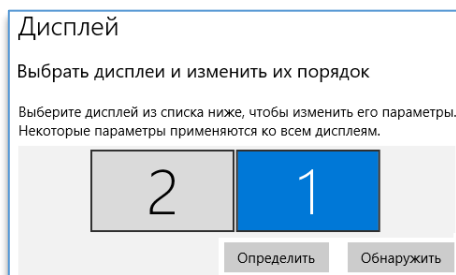 Дисплей
Выбрать дисплеи и изменить их порядок
Выберите дисплей из списка ниже, чтобы изменить его параметры.
Некоторые параметры применяются ко всем дисплеям.
2 1
Определить Обнаружить